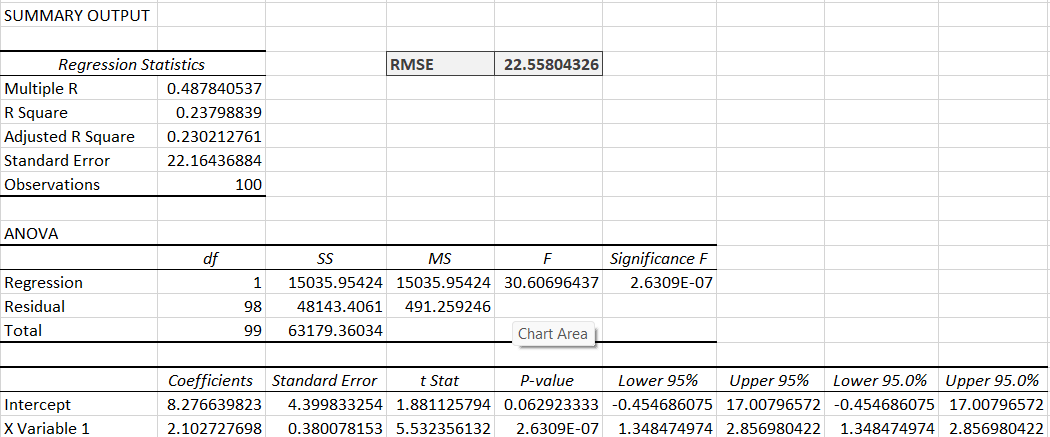 SUMMARY OUTPUT
Regression Statistics RMSE 22.55804326
Multiple R 0.487840537
R Square 0.23798839
Adjusted R Square 0.230212761
Standard Error 22.16436884
Observations 100
ANOVA
df SS MS F Significance F
Regression 1 15035.95424 15035.95424 30.60696437 2.6309E-07
Residual 98 48143.4061 491.259246
Total 99 63179.36034 Chart Area
Coefficients Standard Error t Stat P-value Lower 95% Upper 95% Lower 95.0% Upper 95.0%
Intercept 8.276639823 4.399833254 1.881125794 0.062923333 -0.454686075 17.00796572 -0.454686075 17.00796572
X Variable 1 2.102727698 0.380078153 5.532356132 2.6309E-07 1.348474974 2.856980422 1.348474974 2.856980422